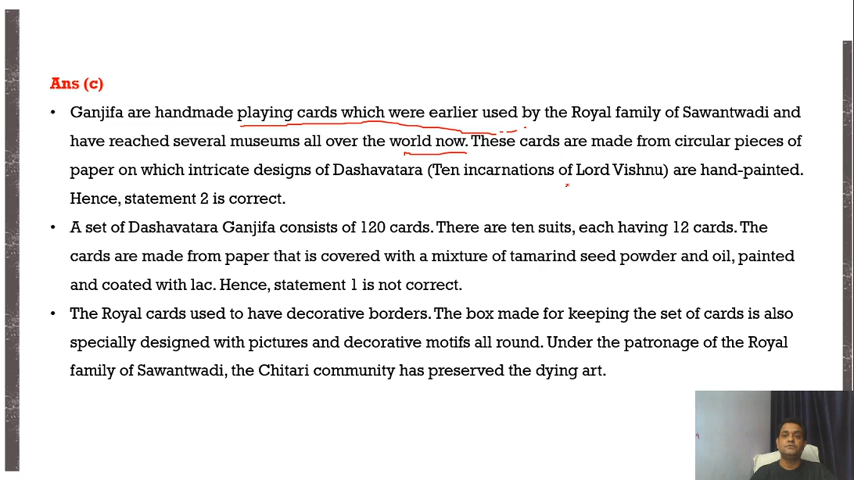 Ans (c)
• Ganjifa are handmade playing cards which were earlier used by the Royal family of Sawantwadi and
have reached several museums all over the world now. These cards are made from circular pieces of
paper on which intricate designs of Dashavatara (Ten incarnations of Lord Vishnu) are hand-painted.
Hence, statement 2 is correct.
• A set of Dashavatara Ganjifa consists of 120 cards. There are ten suits, each having 12 cards. The
cards are made from paper that is covered with a mixture of tamarind seed powder and oil, painted
and coated with lac. Hence, statement 1 is not correct.
• The Royal cards used to have decorative borders. The box made for keeping the set of cards is also
specially designed with pictures and decorative motifs all round. Under the patronage of the Royal
family of Sawantwadi, the Chitari community has preserved the dying art.